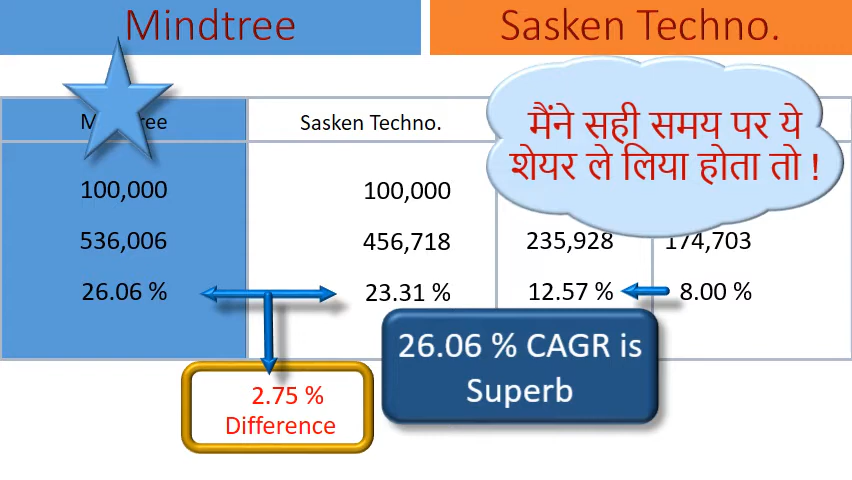 Mindtree
Sasken Techno.
Sasken Techno.
मैंने सही समय पर ये
शेयर ले लिया होता तो !
100,000
100,000
536,006
456,718
235,928
174,703
26.06 %
23.31 %
12.57 %
8.00 %
26.06 % CAGR is
Superb
2.75 %
Difference